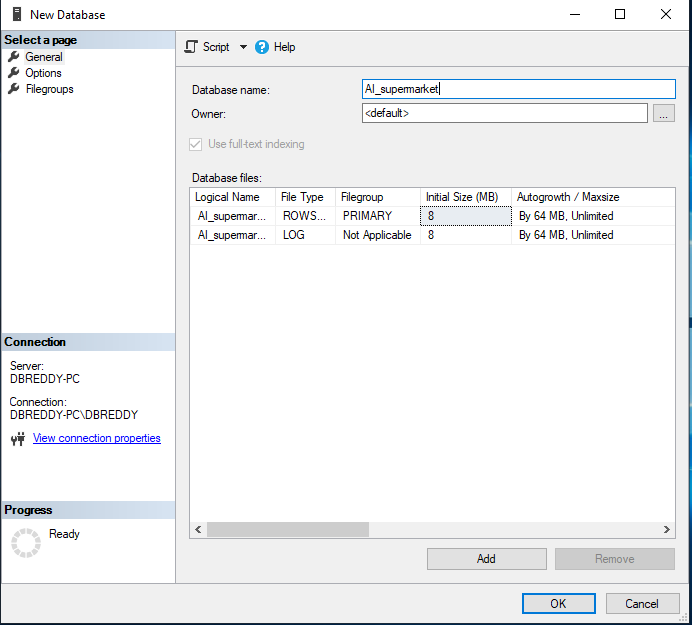 New Database
Select a page
General
Options
Filegroups
Script
Help
Database name:
AI_supermarket
Owner:
<default>
...
Use full-text indexing
Database files:
Logical Name File Type Filegroup Initial Size (MB) Autogrowth / Maxsize
AI_supermar... ROWS... PRIMARY 8 By 64 MB, Unlimited
AI_supermar... LOG Not Applicable 8 By 64 MB, Unlimited
Connection
Server:
DBREDDY-PC
Connection:
DBREDDY-PC\DBREDDY
View connection properties
Progress
Ready
Add
Remove
OK
Cancel